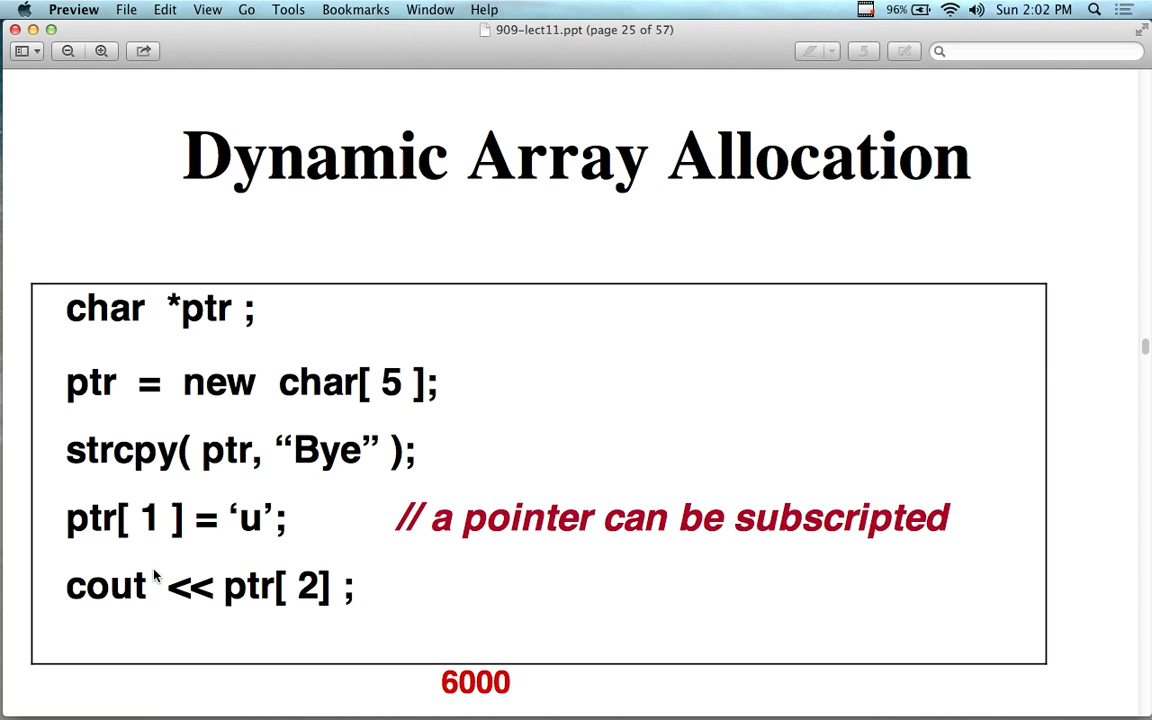 Preview File Edit View Go Tools Bookmarks Window Help 96% Sun 2:02 PM
909-lect11.ppt (page 25 of 57)
Dynamic Array Allocation
char *ptr ;
ptr = new char[ 5 ];
strcpy( ptr, “Bye” );
ptr[ 1 ] = ‘u’; // a pointer can be subscripted
cout << ptr[ 2] ;
6000